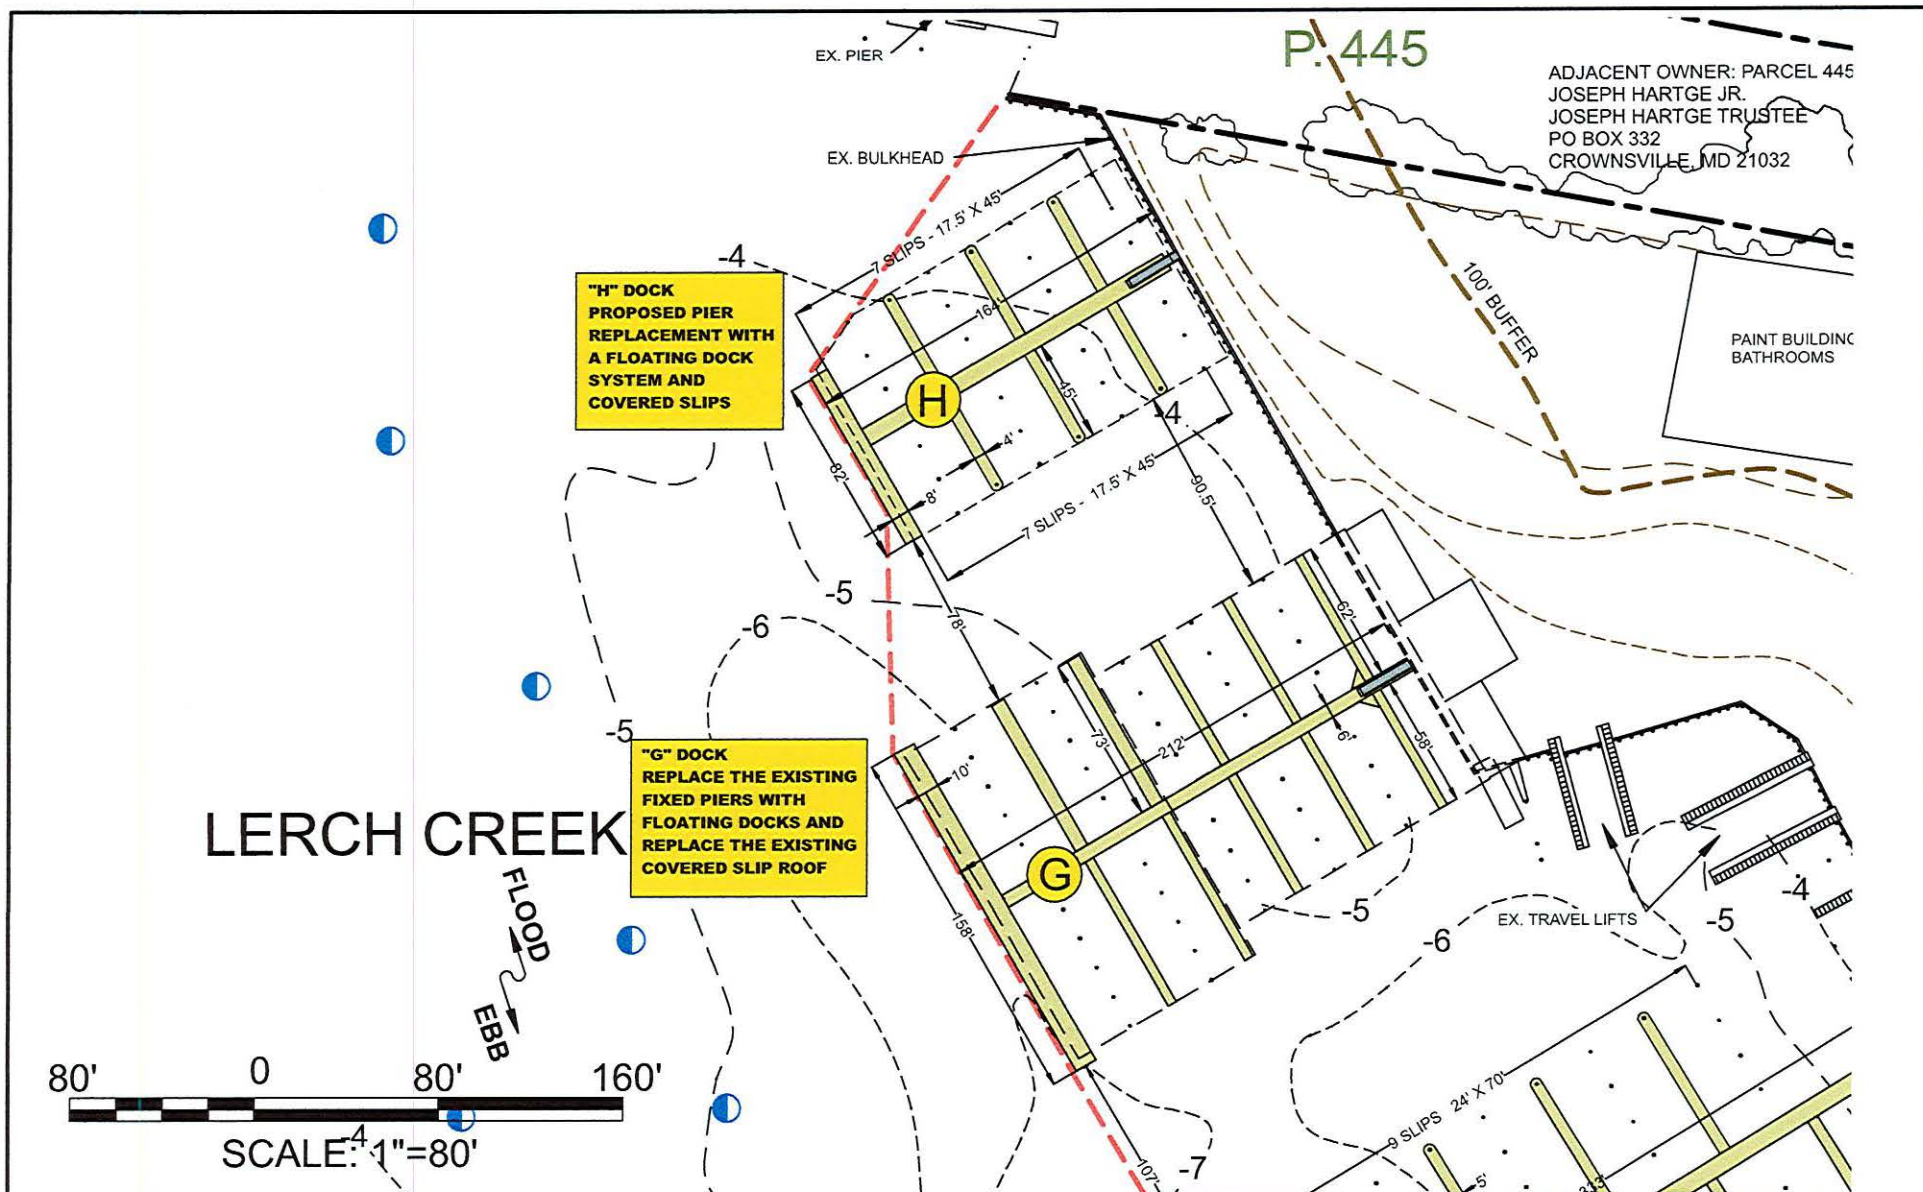 EX. PIER
P. 445
ADJACENT OWNER: PARCEL 445
JOSEPH HARTGE JR.
JOSEPH HARTGE TRUSTEE
PO BOX 332
CROWNSVILLE, MD 21032
EX. BULKHEAD
7 SLIPS - 17.5' X 45'
-4
164'
100' BUFFER
PAINT BUILDING
BATHROOMS
"H" DOCK
PROPOSED PIER
REPLACEMENT WITH
A FLOATING DOCK
SYSTEM AND
COVERED SLIPS
H
45'
-4
4'
82'
8'
7 SLIPS - 17.5' X 45'
90.5'
-5
78'
-6
62'
-5
73'
212'
6'
58'
10'
"G" DOCK
REPLACE THE EXISTING
FIXED PIERS WITH
FLOATING DOCKS AND
REPLACE THE EXISTING
COVERED SLIP ROOF
LERCH CREEK
G
158'
-5
-4
EX. TRAVEL LIFTS
-5
-6
FLOOD
EBB
80' 0 80' 160'
SCALE: 1"=80'
-4
9 SLIPS 24' X 70'
107'
-7
5'